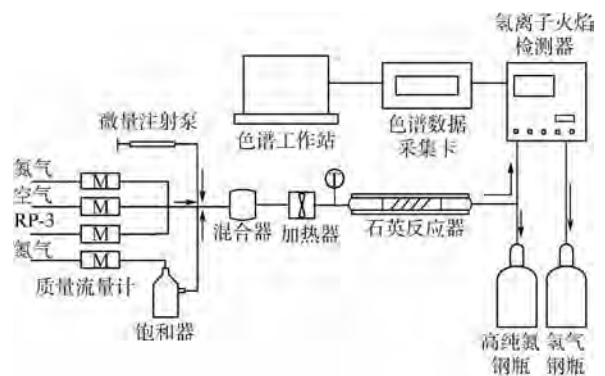 氢离子火焰
检测器
微量注射泵
色谱工作站
色谱数据
采集卡
氮气
M
空气
M
RP-3
M
氮气
M
质量流量计
饱和器
混合器
加热器
石英反应器
高纯氮
钢瓶
氢气
钢瓶